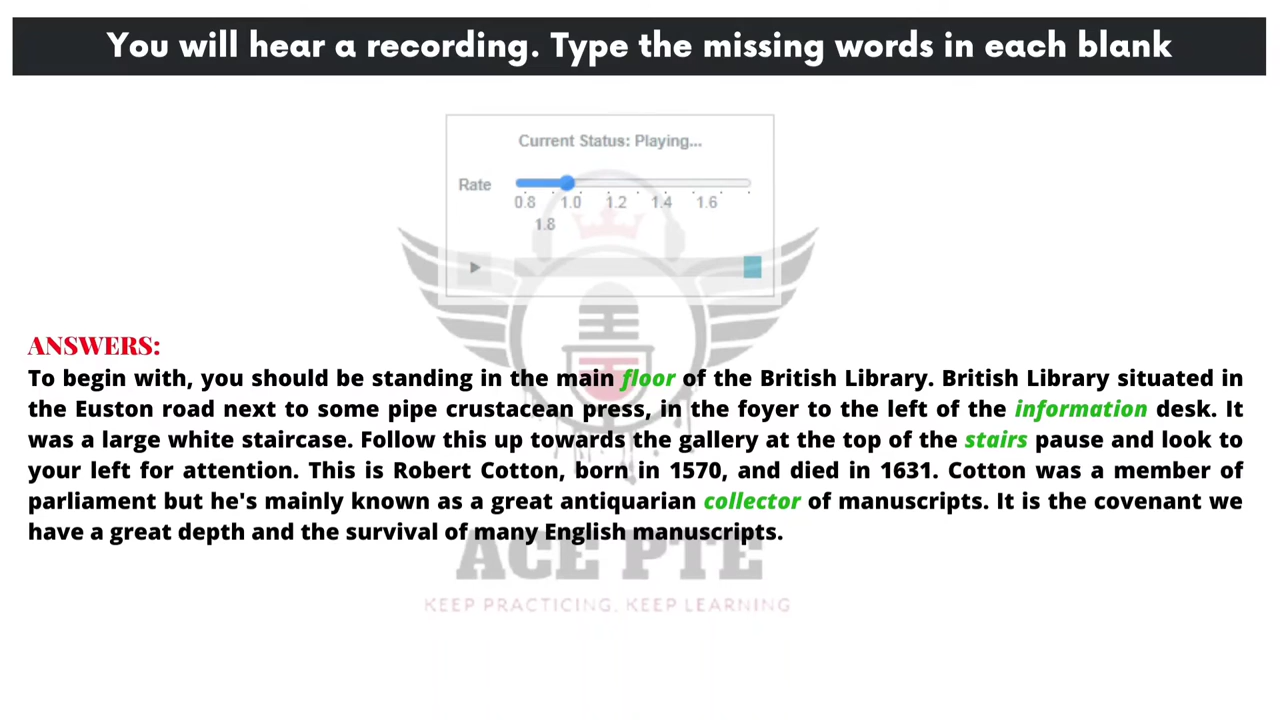 You will hear a recording. Type the missing words in each blank
Current Status: Playing...
Rate
0.8 1.0 1.2 1.4 1.6
1.8
ANSWERS:
To begin with, you should be standing in the main floor of the British Library. British Library situated in
the Euston road next to some pipe crustacean press, in the foyer to the left of the information desk. It
was a large white staircase. Follow this up towards the gallery at the top of the stairs pause and look to
your left for attention. This is Robert Cotton, born in 1570, and died in 1631. Cotton was a member of
parliament but he's mainly known as a great antiquarian collector of manuscripts. It is the covenant we
have a great depth and the survival of many English manuscripts.
ACE PTE
KEEP PRACTICING, KEEP LEARNING